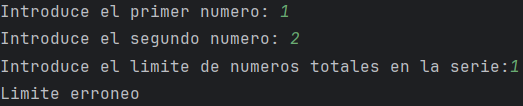 Introduce el primer numero: 1
Introduce el segundo numero: 2
Introduce el limite de numeros totales en la serie:1
Limite erroneo